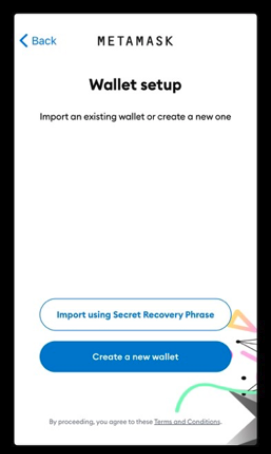 Back
METAMASK
Wallet setup
Import an existing wallet or create a new one
Import using Secret Recovery Phrase
Create a new wallet
By proceeding, you agree to these Terms and Conditions.